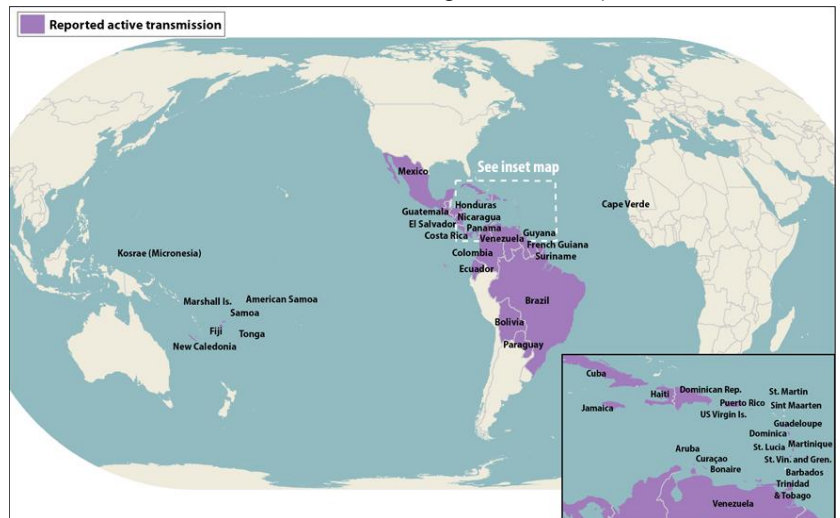 Reported active transmission
See inset map
Mexico
Cape Verde
Honduras
Guatemala
Nicaragua
El Salvador
Panama
Guyana
Costa Rica
Venezuela
French Guiana
Colombia
Suriname
Kosrae (Micronesia)
Ecuador
Marshall Is.
American Samoa
Brazil
Samoa
Fiji
Tonga
Bolivia
New Caledonia
Paraguay
Cuba
Haiti
Dominican Rep.
St. Martin
Jamaica
Puerto Rico
Sint Maarten
US Virgin Is.
Guadeloupe
Dominica
St. Lucia
Martinique
Aruba
Curaçao
St. Vin. and Gren.
Bonaire
Barbados
Trinidad
& Tobago
Venezuela